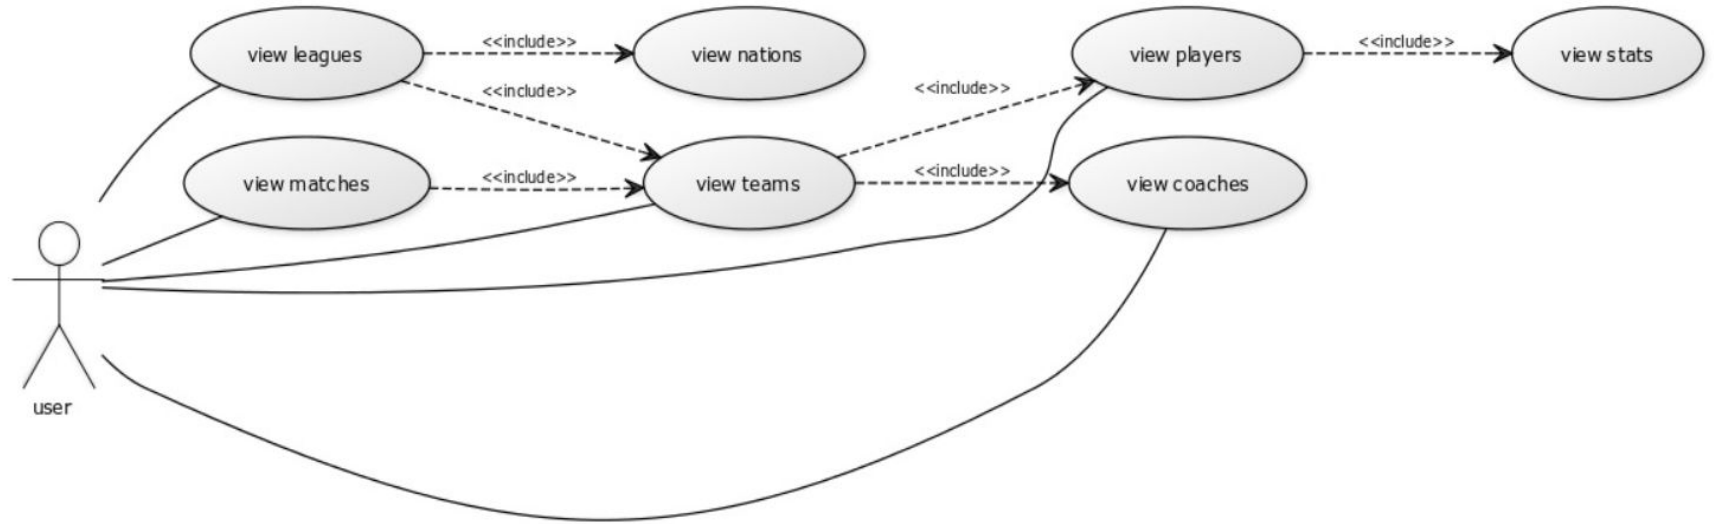 view leagues
<<include>>
view nations
view players
<<include>>
view stats
<<include>>
<<include>>
view matches
<<include>>
view teams
<<include>>
view coaches
user